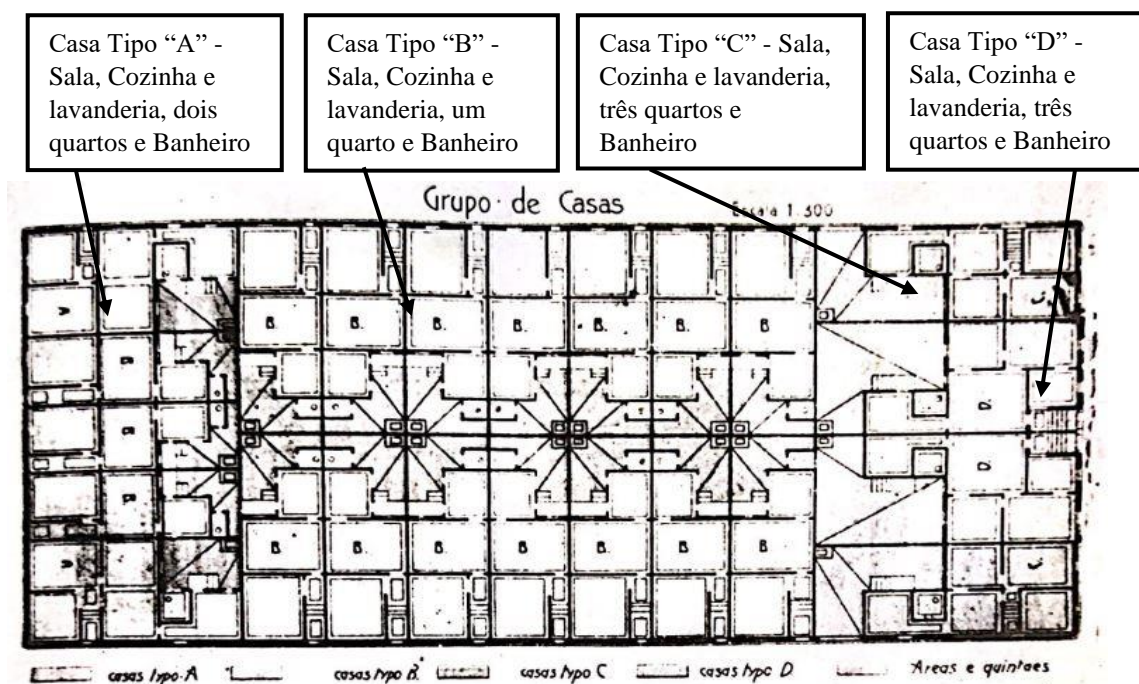 Casa Tipo “A” -
Sala, Cozinha e
lavanderia, dois
quartos e Banheiro
Casa Tipo “B” -
Sala, Cozinha e
lavanderia, um
quarto e Banheiro
Casa Tipo “C” - Sala,
Cozinha e lavanderia,
três quartos e
Banheiro
Casa Tipo “D” -
Sala, Cozinha e
lavanderia, três
quartos e Banheiro
Grupo de Casas
Escala 1:300
A
B
B
B
A
B. B. B. B. B. B. B
C.
D.
D.
B. B. B. B. B. B. B
C.
casas typo A
casas typo B.
casas typo C
casas typo D.
Areas e quintaes